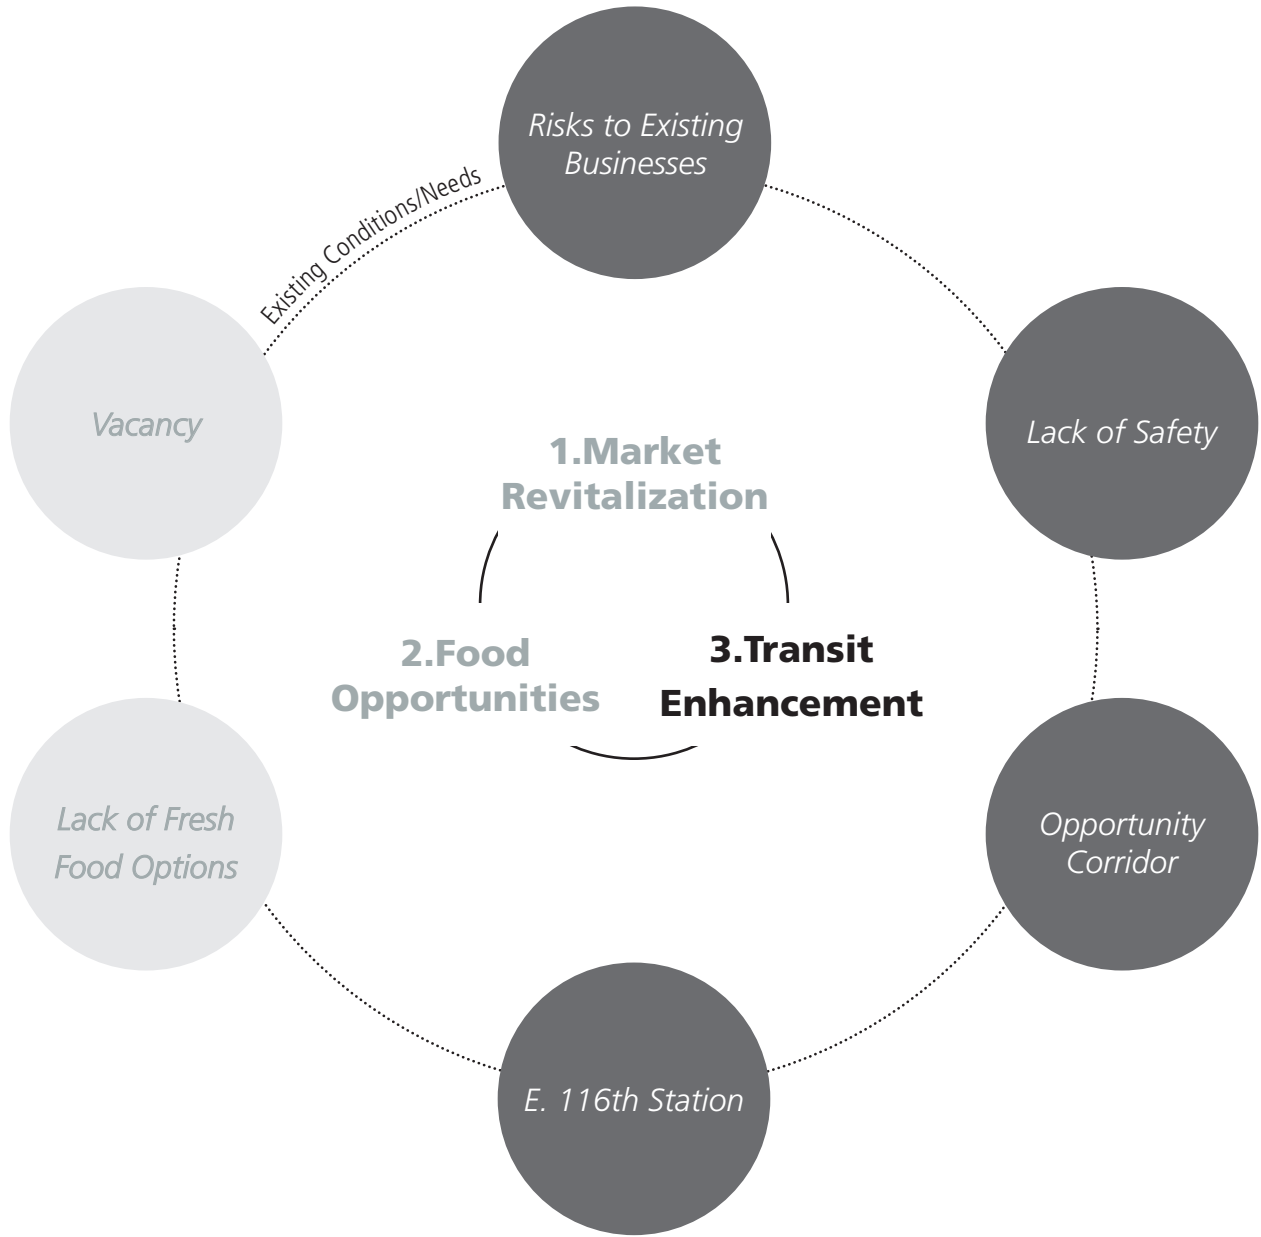 Risks to Existing
Businesses
Existing Conditions/Needs
Vacancy
Lack of Safety
1.Market
Revitalization
2.Food
Opportunities
3.Transit
Enhancement
Lack of Fresh
Food Options
Opportunity
Corridor
E. 116th Station